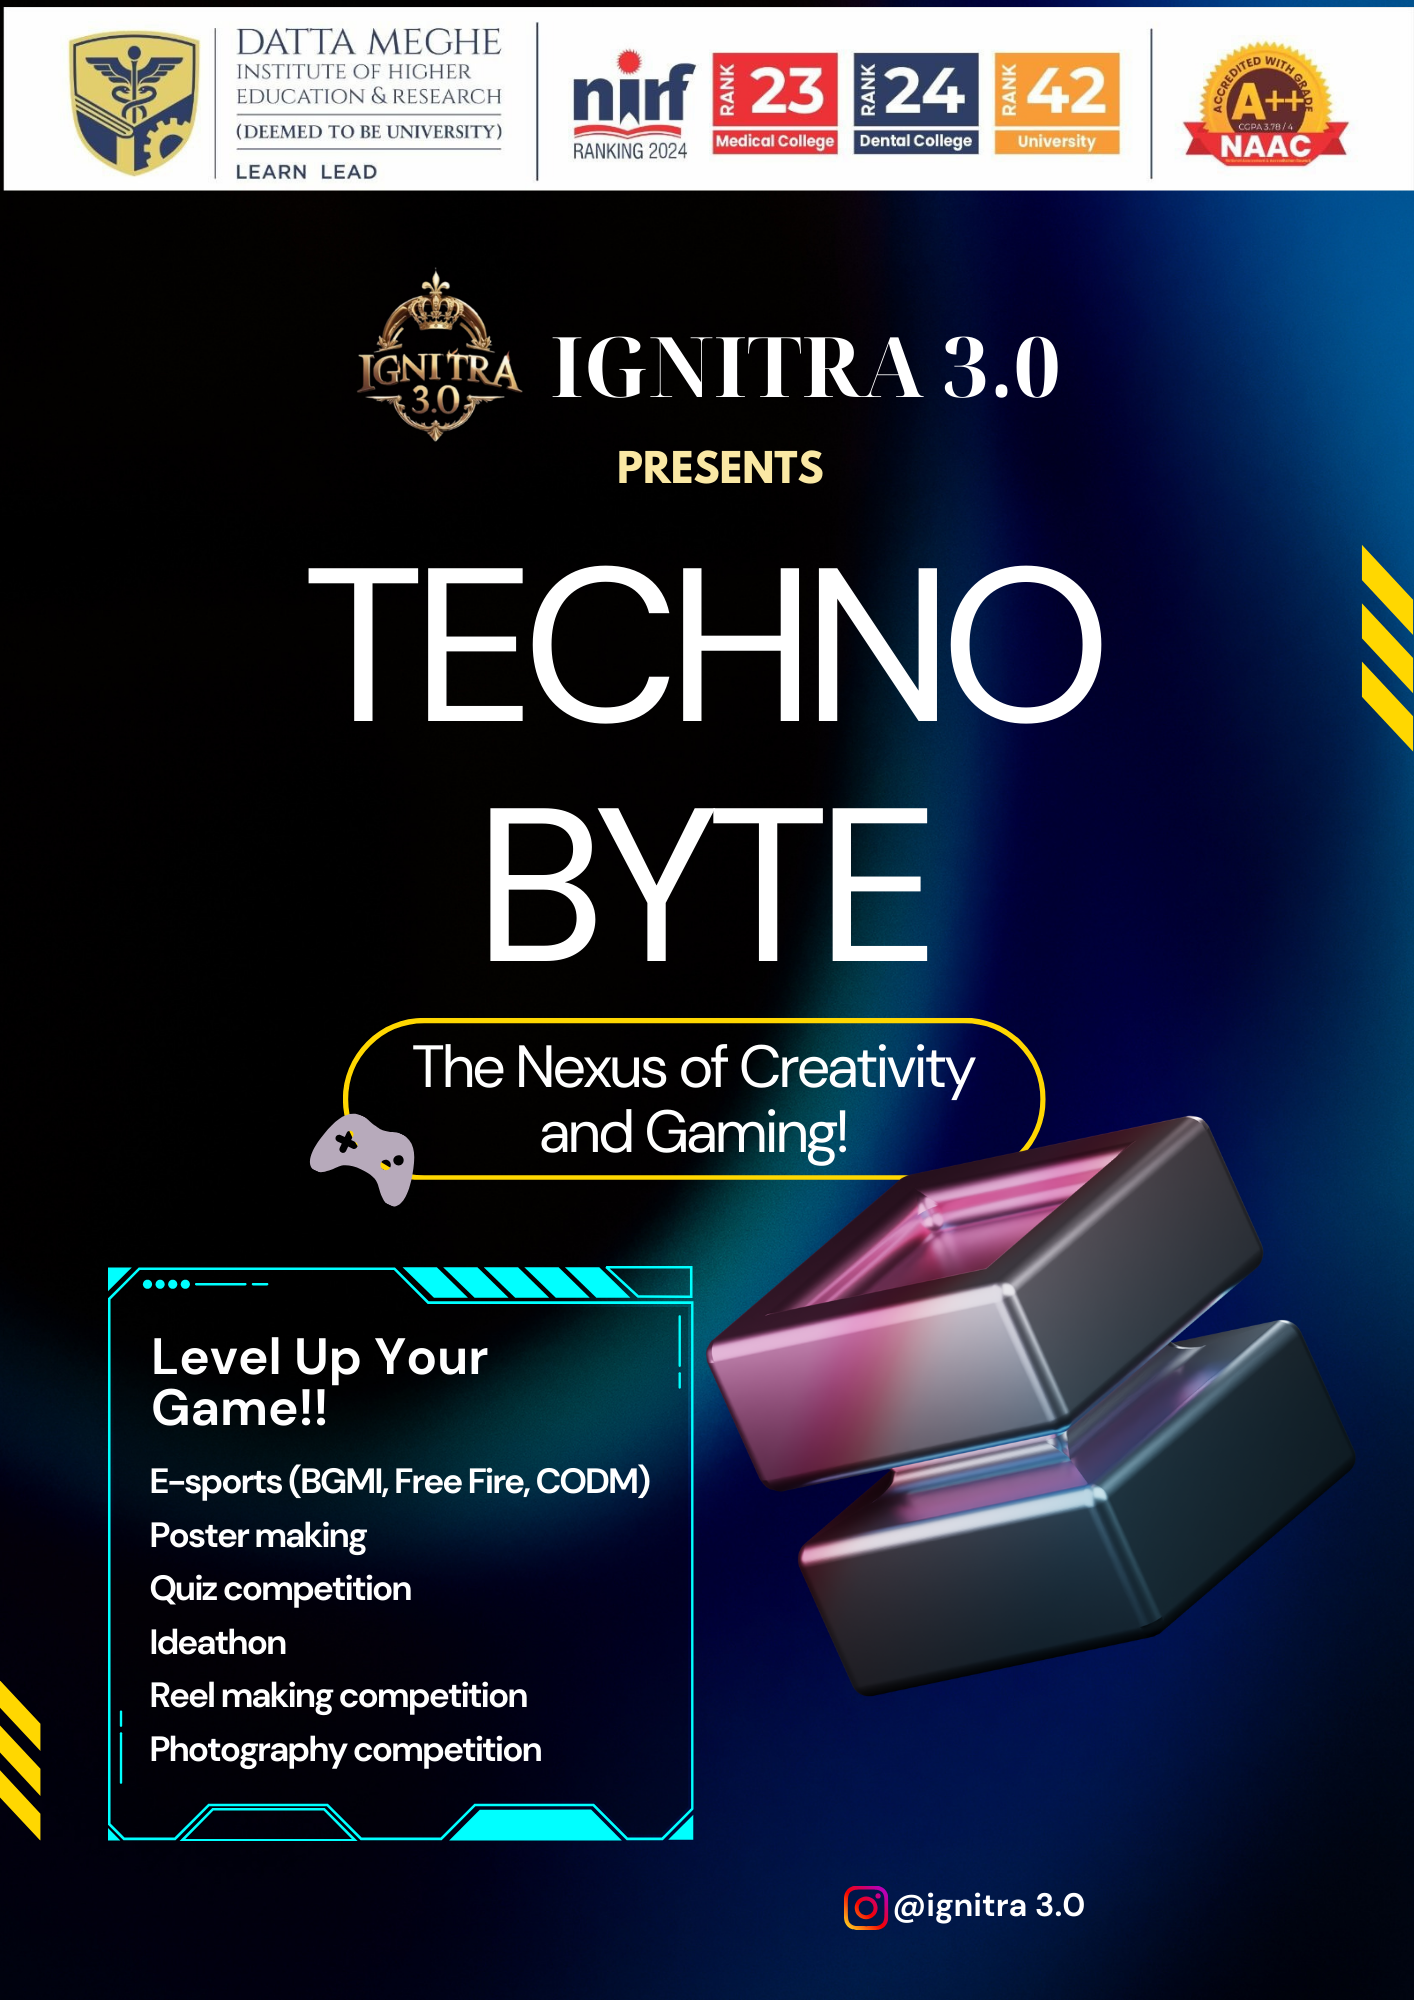 DATTA MEGHE
INSTITUTE OF HIGHER
EDUCATION & RESEARCH
(DEEMED TO BE UNIVERSITY)
LEARN LEAD
nirf
RANKING 2024
RANK 23
Medical College
RANK 24
Dental College
RANK 42
University
ACCREDITED WITH GRADE
A++
CGPA 3.78 / 4
NAAC
IGNITRA
3.0
IGNITRA 3.0
PRESENTS
TECHNO
BYTE
The Nexus of Creativity
and Gaming!
Level Up Your
Game!!
E-sports (BGMI, Free Fire, CODM)
Poster making
Quiz competition
Ideathon
Reel making competition
Photography competition
@ignitra 3.0